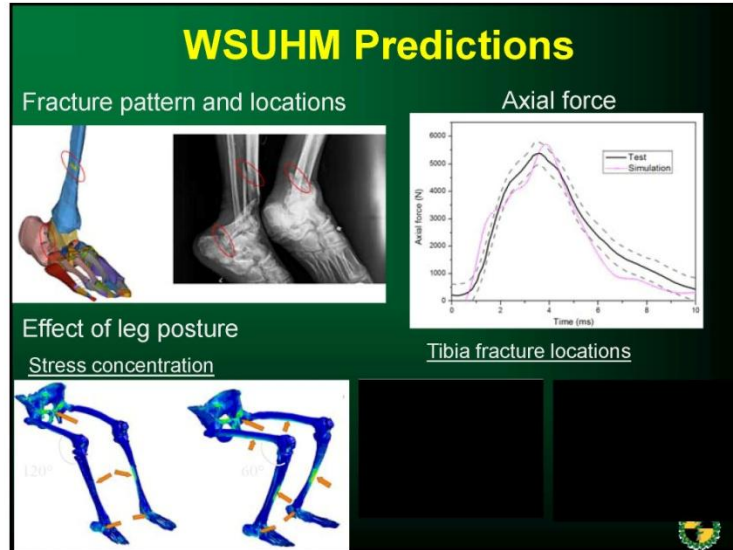 WSUHM Predictions
Fracture pattern and locations
Axial force
Axial force (N)
6000
5000
4000
3000
2000
1000
0
Test
Simulation
0 2 4 6 8 10
Time (ms)
Effect of leg posture
Stress concentration
Tibia fracture locations
120°
60°